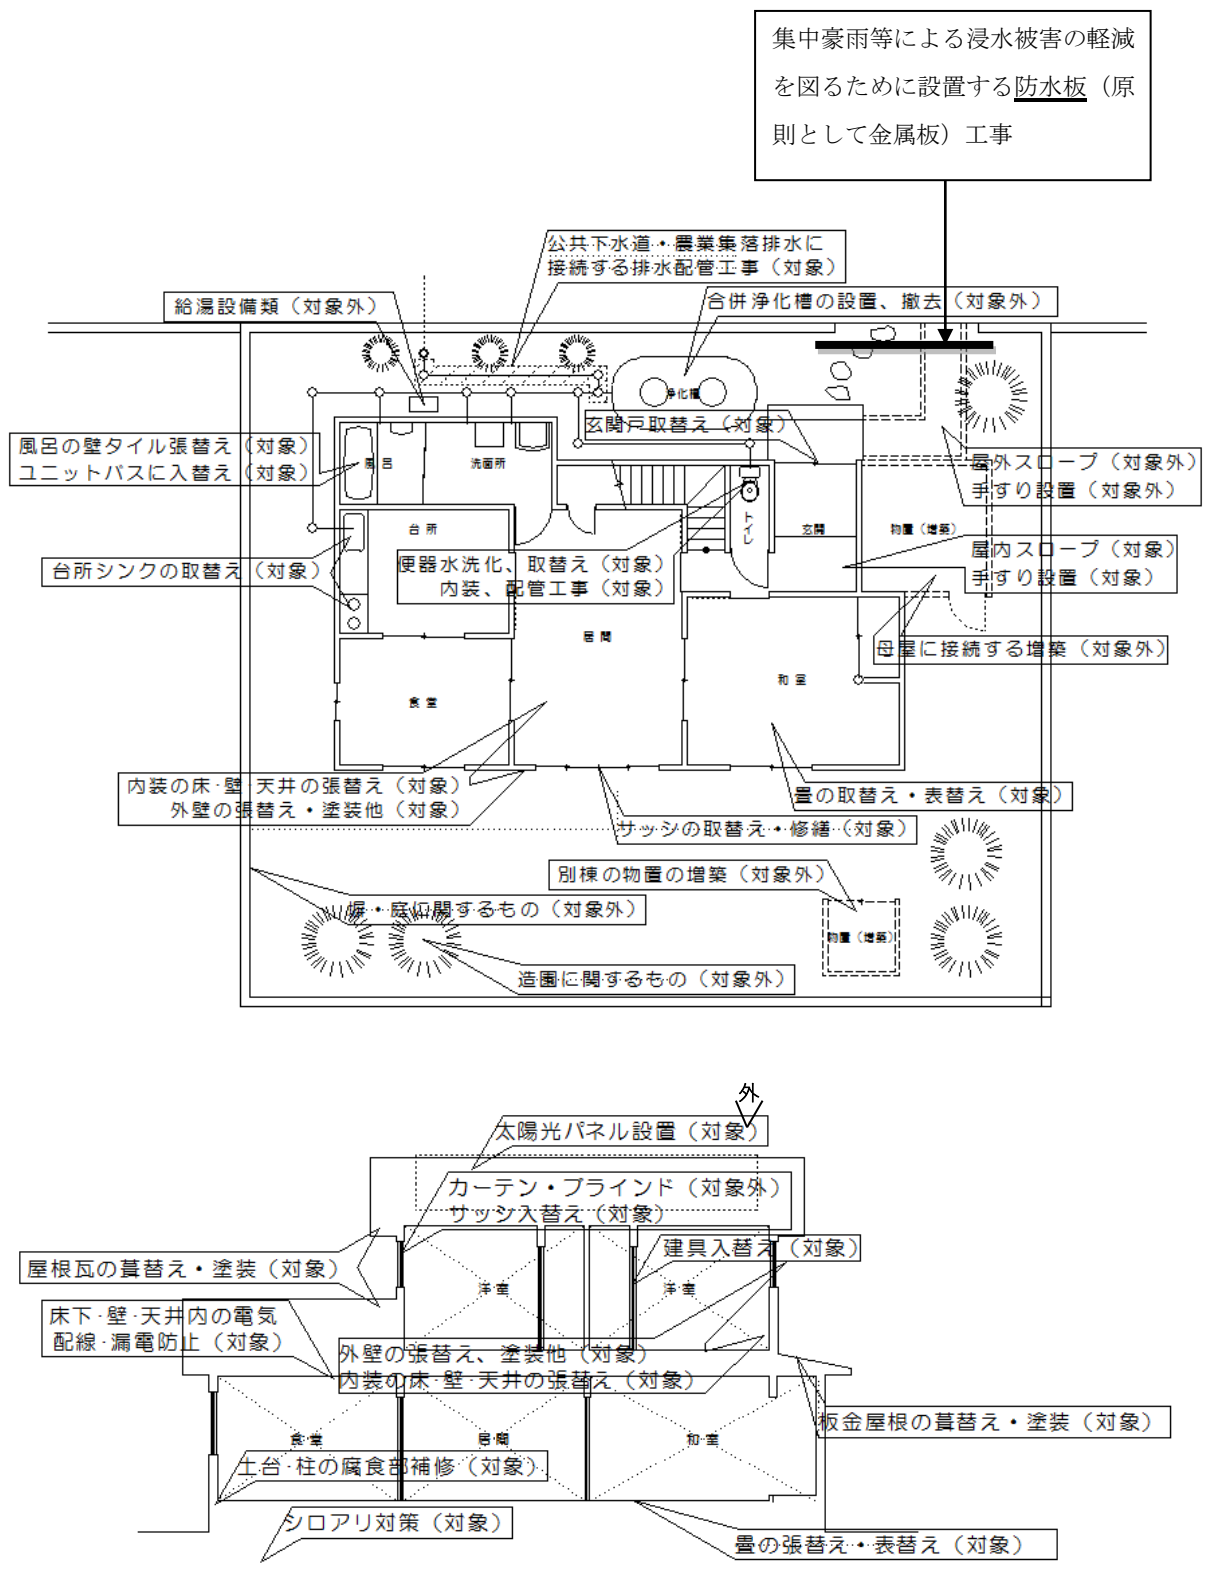 集中豪雨等による浸水被害の軽減
を図るために設置する防水板（原
則として金属板）工事
公共下水道・農業集落排水に
接続する排水配管工事（対象）
給湯設備類（対象外）
合併浄化槽の設置、撤去（対象外）
浄化槽
玄関戸取替え（対象）
風呂の壁タイル張替え（対象）
ユニットバスに入替え（対象）
風呂
洗面所
屋外スロープ（対象外）
手すり設置（対象外）
台所
トイレ
玄関
物置（増築）
台所シンクの取替え（対象）
便器水洗化、取替え（対象）
内装、配管工事（対象）
屋内スロープ（対象）
手すり設置（対象）
居間
母屋に接続する増築（対象外）
和室
食堂
内装の床・壁・天井の張替え（対象）
外壁の張替え・塗装他（対象）
畳の取替え・表替え（対象）
サッシの取替え・修繕（対象）
別棟の物置の増築（対象外）
塀・庭に関するもの（対象外）
物置（増築）
造園に関するもの（対象外）
外
太陽光パネル設置（対象）
カーテン・ブラインド（対象外）
サッシ入替え（対象）
建具入替え（対象）
屋根瓦の葺替え・塗装（対象）
洋室
洋室
床下・壁・天井内の電気
配線・漏電防止（対象）
外壁の張替え、塗装他（対象）
内装の床・壁・天井の張替え（対象）
板金屋根の葺替え・塗装（対象）
食堂
居間
和室
土台・柱の腐食部補修（対象）
シロアリ対策（対象）
畳の張替え・表替え（対象）